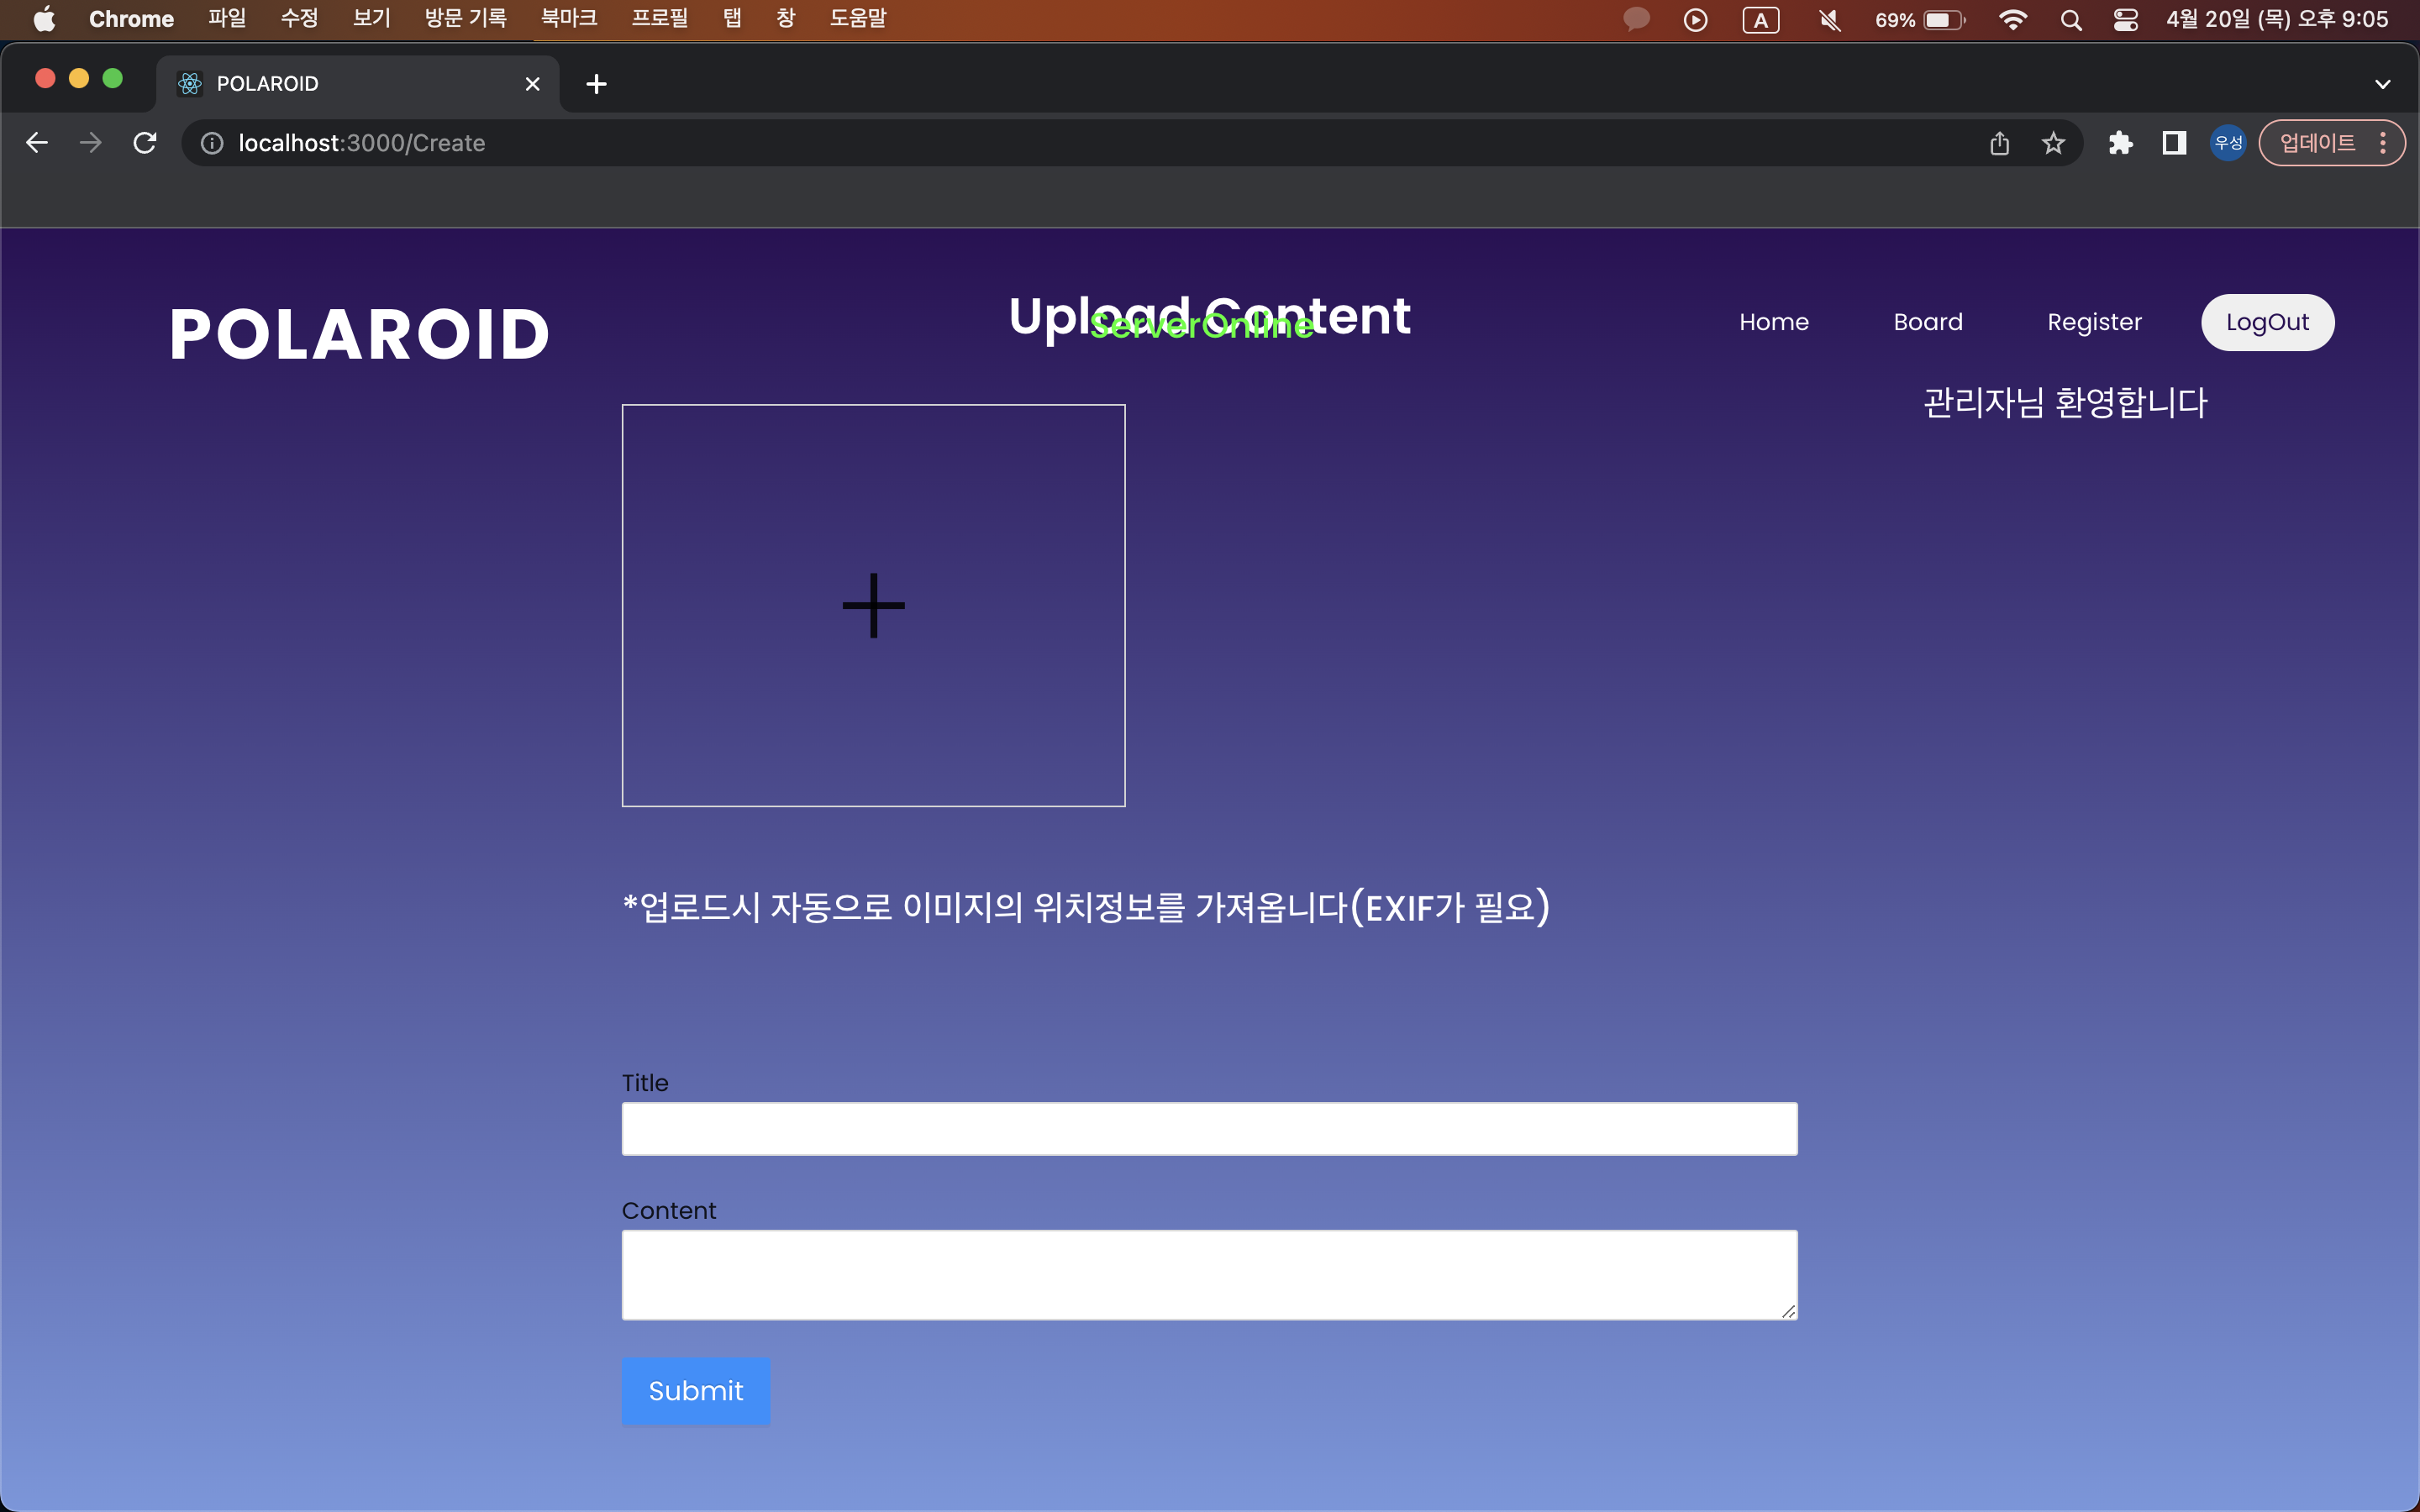 Chrome 파일 수정 보기 방문 기록 북마크 프로필 탭 창 도움말 A 69% 4월 20일 (목) 오후 9:05
POLAROID
localhost:3000/Create 우성 업데이트
POLAROID Upload Content Home Board Register LogOut
ServerOnline
관리자님 환영합니다
*업로드시 자동으로 이미지의 위치정보를 가져옵니다(EXIF가 필요)
Title
Content
Submit